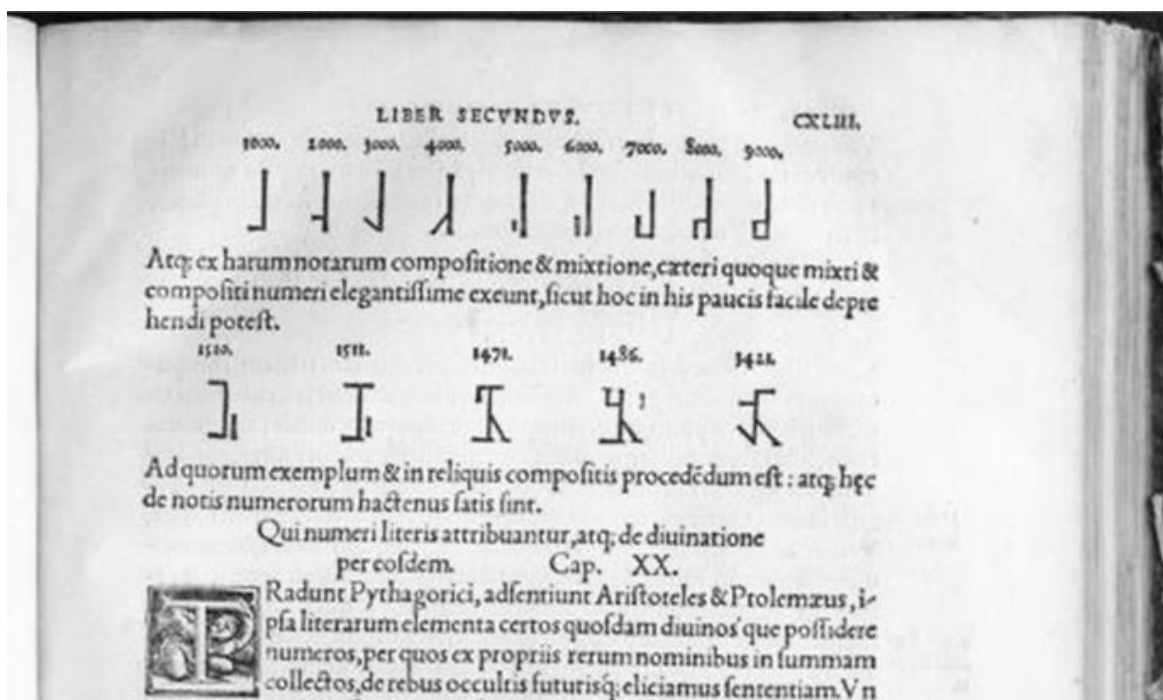 LIBER SECVNDVS. CXLIII.
1000. 2000. 3000. 4000. 5000. 6000. 7000. 8000. 9000.
Atq; ex harum notarum compoſitione & mixtione, cæteri quoque mixti &
compoſiti numeri elegantiſſime exeunt, ſicut hoc in his paucis facile depre
hendi poteſt.
1510. 1511. 1471. 1486. 3421.
Ad quorum exemplum & in reliquis compoſitis procedēdum eſt : atq; hęc
de notis numerorum hactenus ſatis ſint.
Qui numeri literis attribuantur, atq; de diuinatione
per eoſdem. Cap. XX.
TRadunt Pythagorici, adſentiunt Ariſtoteles & Ptolemæus, i-
pſa literarum elementa certos quoſdam diuinos que poſſidere
numeros, per quos ex propriis rerum nominibus in ſummam
collectos, de rebus occultis futuriſq; eliciamus ſententiam. Vn